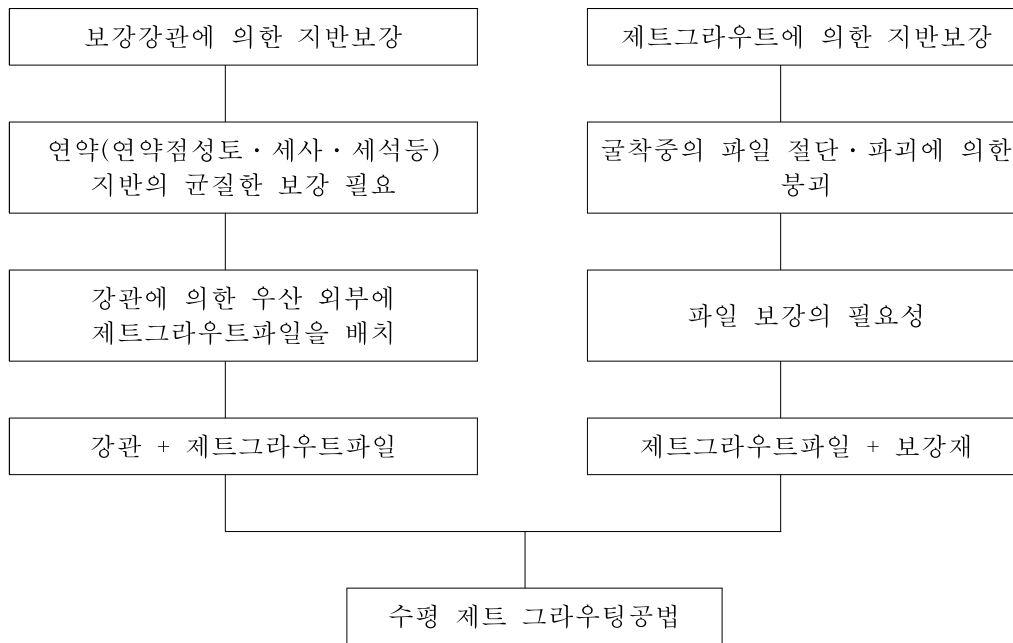 보강강관에 의한 지반보강
연약(연약점성토 · 세사 · 세석등)
지반의 균질한 보강 필요
강관에 의한 우산 외부에
제트그라우트파일을 배치
강관 + 제트그라우트파일
제트그라우트에 의한 지반보강
굴착중의 파일 절단 · 파괴에 의한
붕괴
파일 보강의 필요성
제트그라우트파일 + 보강재
수평 제트 그라우팅공법